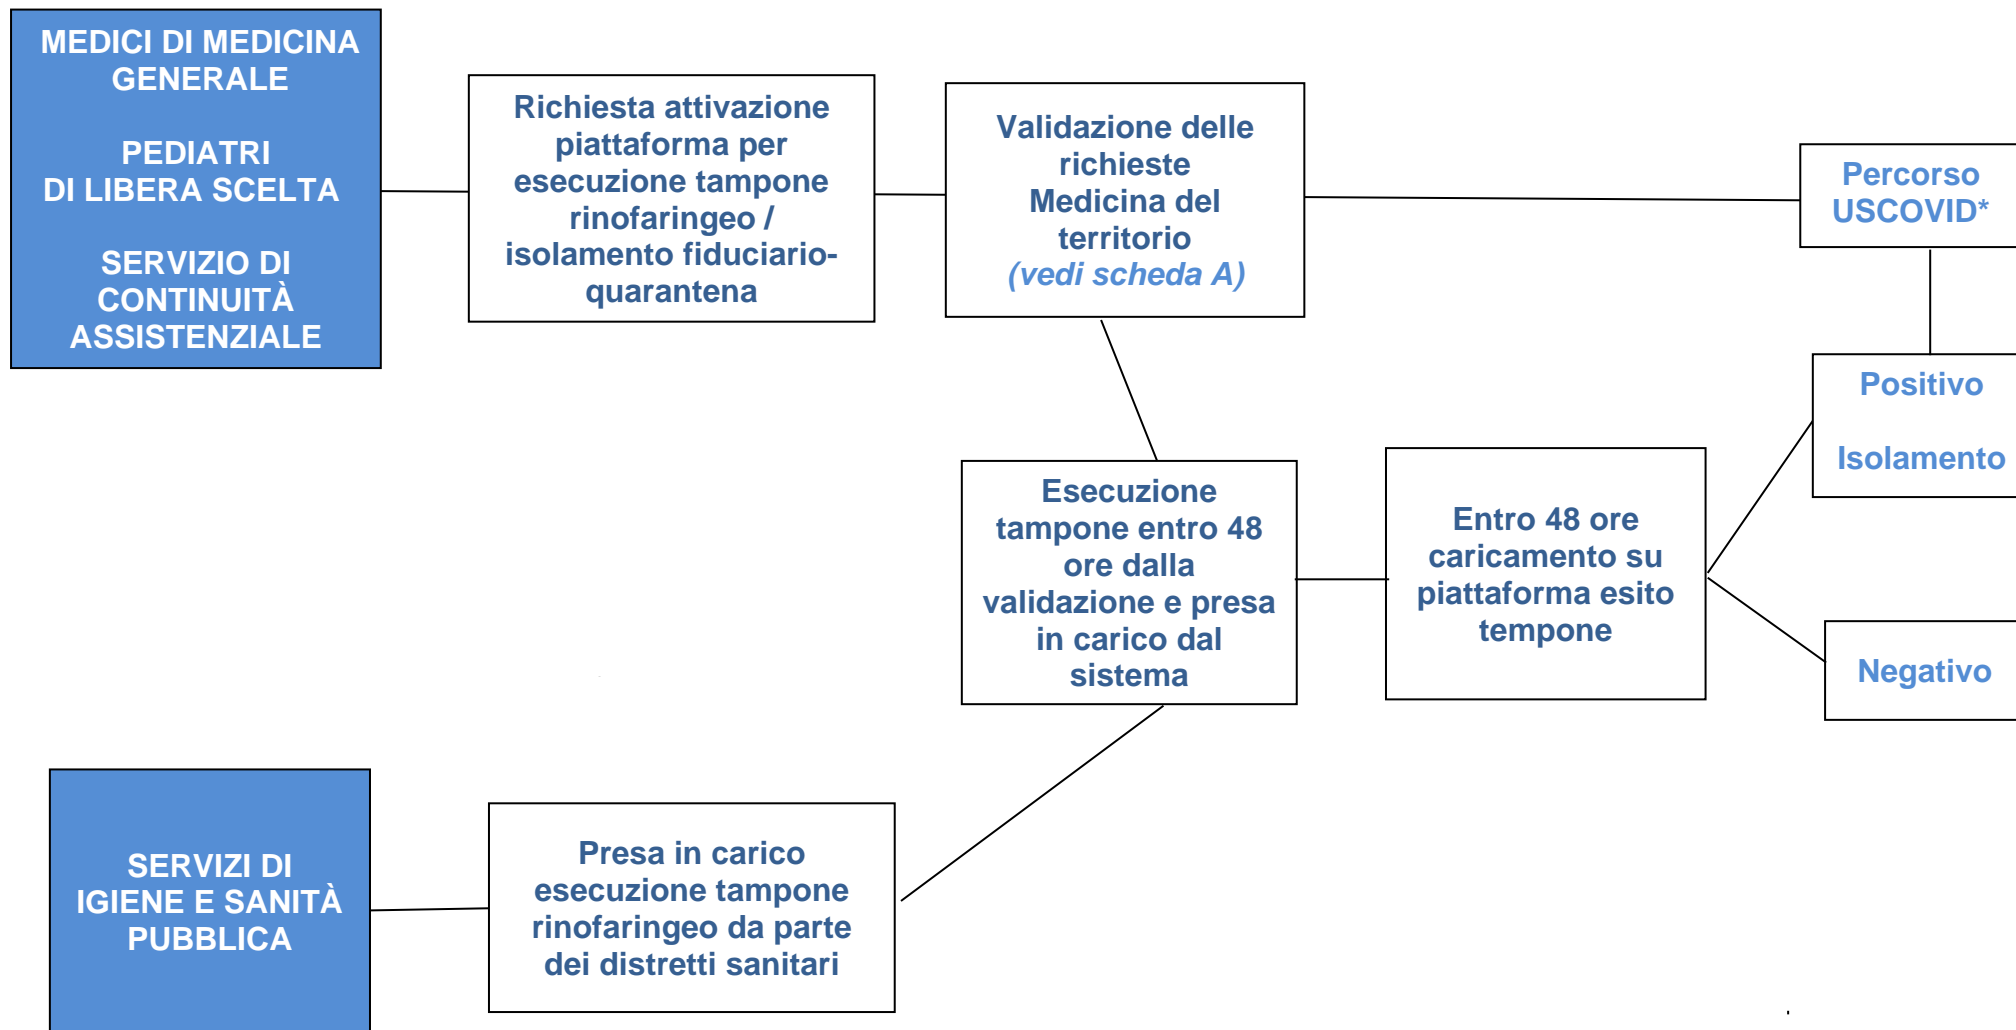 MEDICI DI MEDICINA
GENERALE
PEDIATRI
DI LIBERA SCELTA
SERVIZIO DI
CONTINUITÀ
ASSISTENZIALE
Richiesta attivazione
piattaforma per
esecuzione tampone
rinofaringeo /
isolamento fiduciario-
quarantena
Validazione delle
richieste
Medicina del
territorio
(vedi scheda A)
Percorso
USCOVID*
Positivo
Isolamento
Esecuzione
tampone entro 48
ore dalla
validazione e presa
in carico dal
sistema
Entro 48 ore
caricamento su
piattaforma esito
tempone
Negativo
SERVIZI DI
IGIENE E SANITÀ
PUBBLICA
Presa in carico
esecuzione tampone
rinofaringeo da parte
dei distretti sanitari